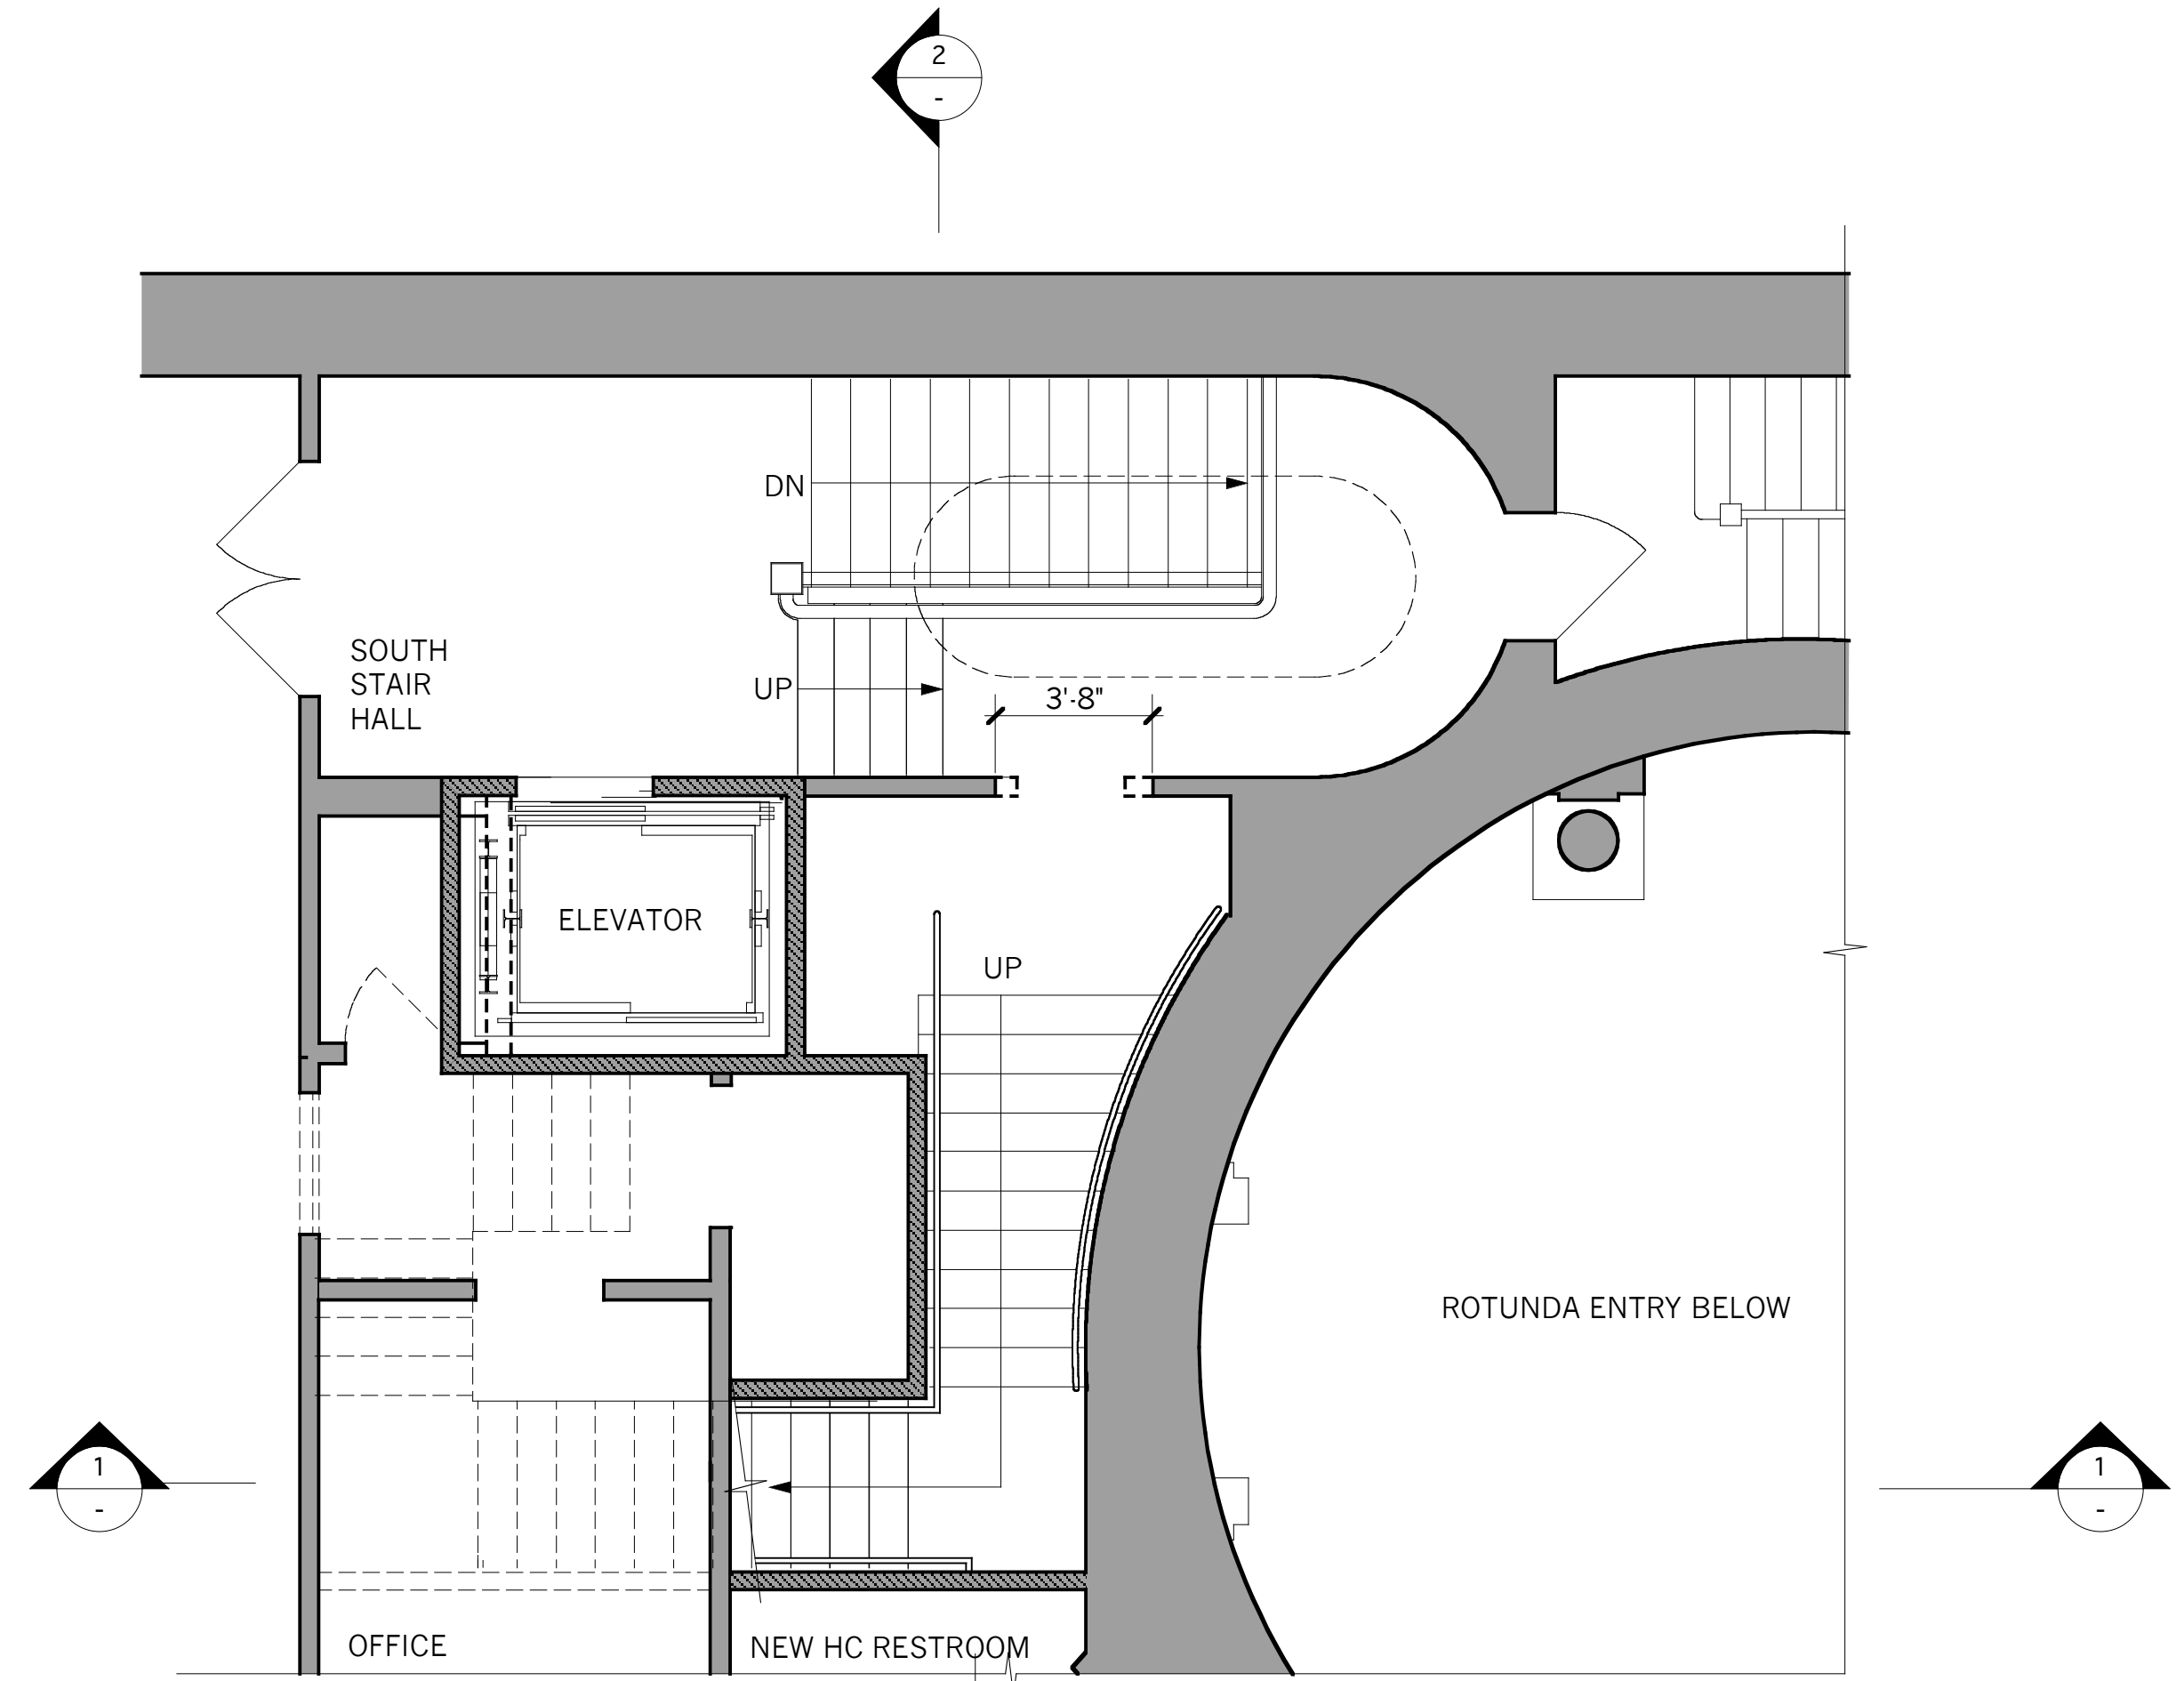 2
-
DN
SOUTH
STAIR
HALL
UP
3'-8"
ELEVATOR
UP
ROTUNDA ENTRY BELOW
1
-
1
-
OFFICE
NEW HC RESTROOM